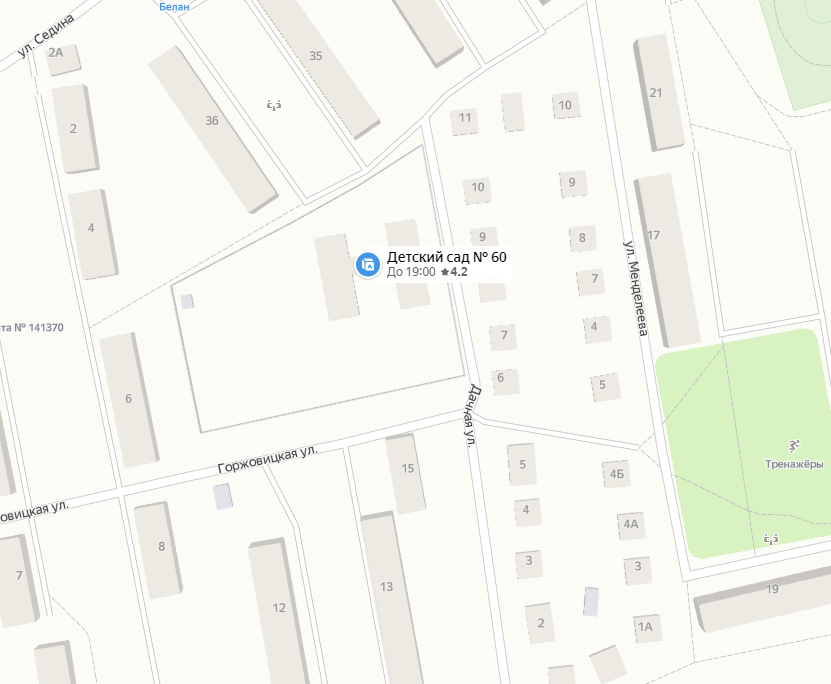 Белан
ул. Седина
2А
35
2
36
11
10
21
4
10
9
9
8
17
Детский сад № 60
До 19:00 ★4.2
7
ул. Менделеева
та № 141370
7
4
6
6
5
Дачная ул.
Горжовицкая ул.
15
5
4Б
Тренажёры
овицкая ул.
4
4А
8
3
3
7
13
19
12
2
1А